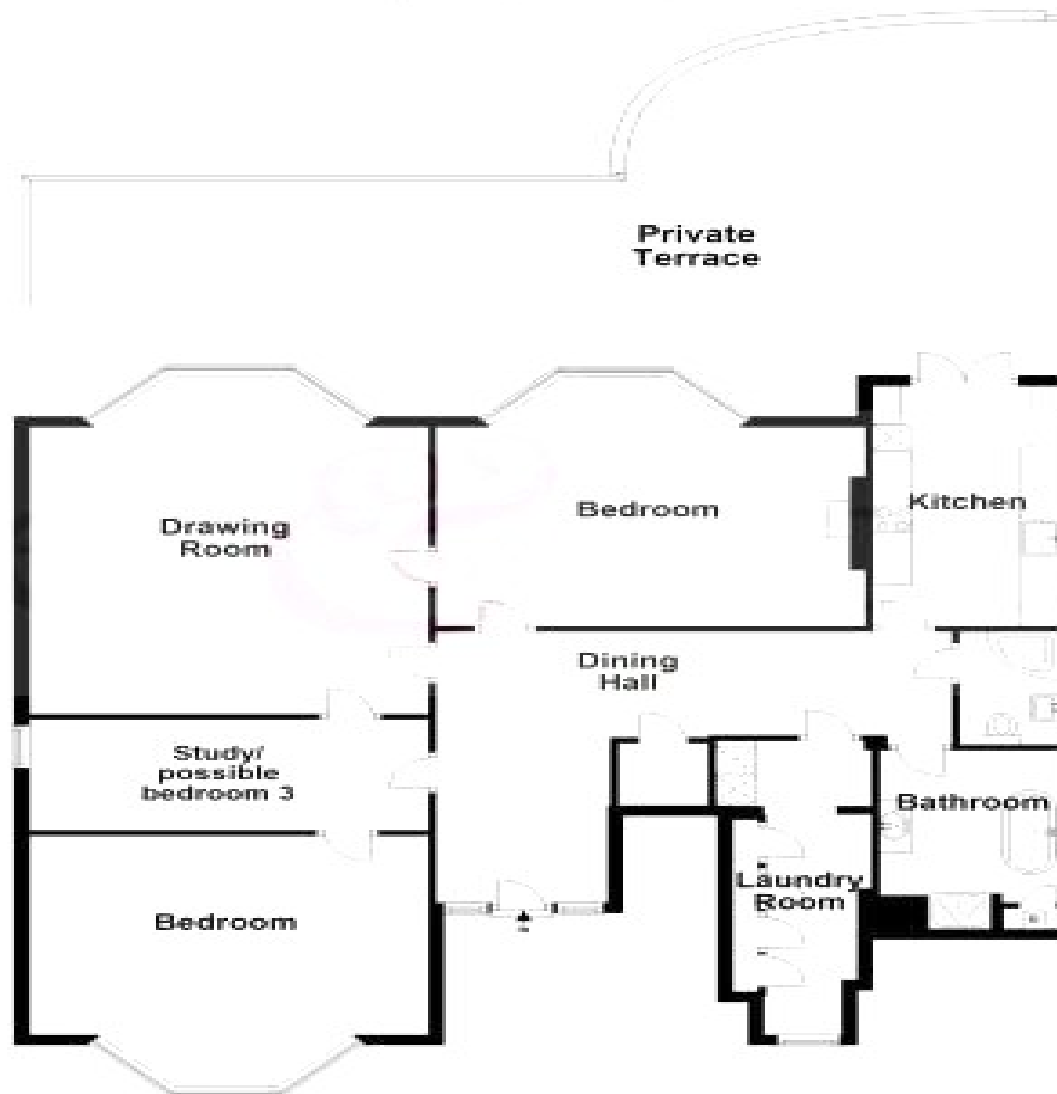 Private
Terrace
Drawing
Room
Bedroom
Kitchen
Dining
Hall
Study/
possible
bedroom 3
Bathroom
Laundry
Room
Bedroom